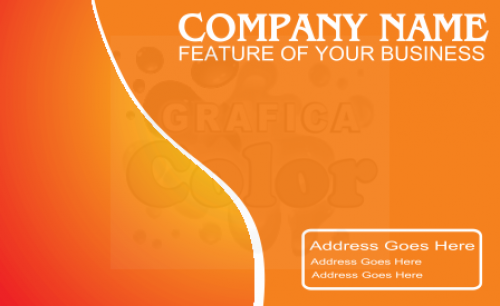 COMPANY NAME
FEATURE OF YOUR BUSINESS
GRAFICA
Color
Address Goes Here
Address Goes Here
Address Goes Here